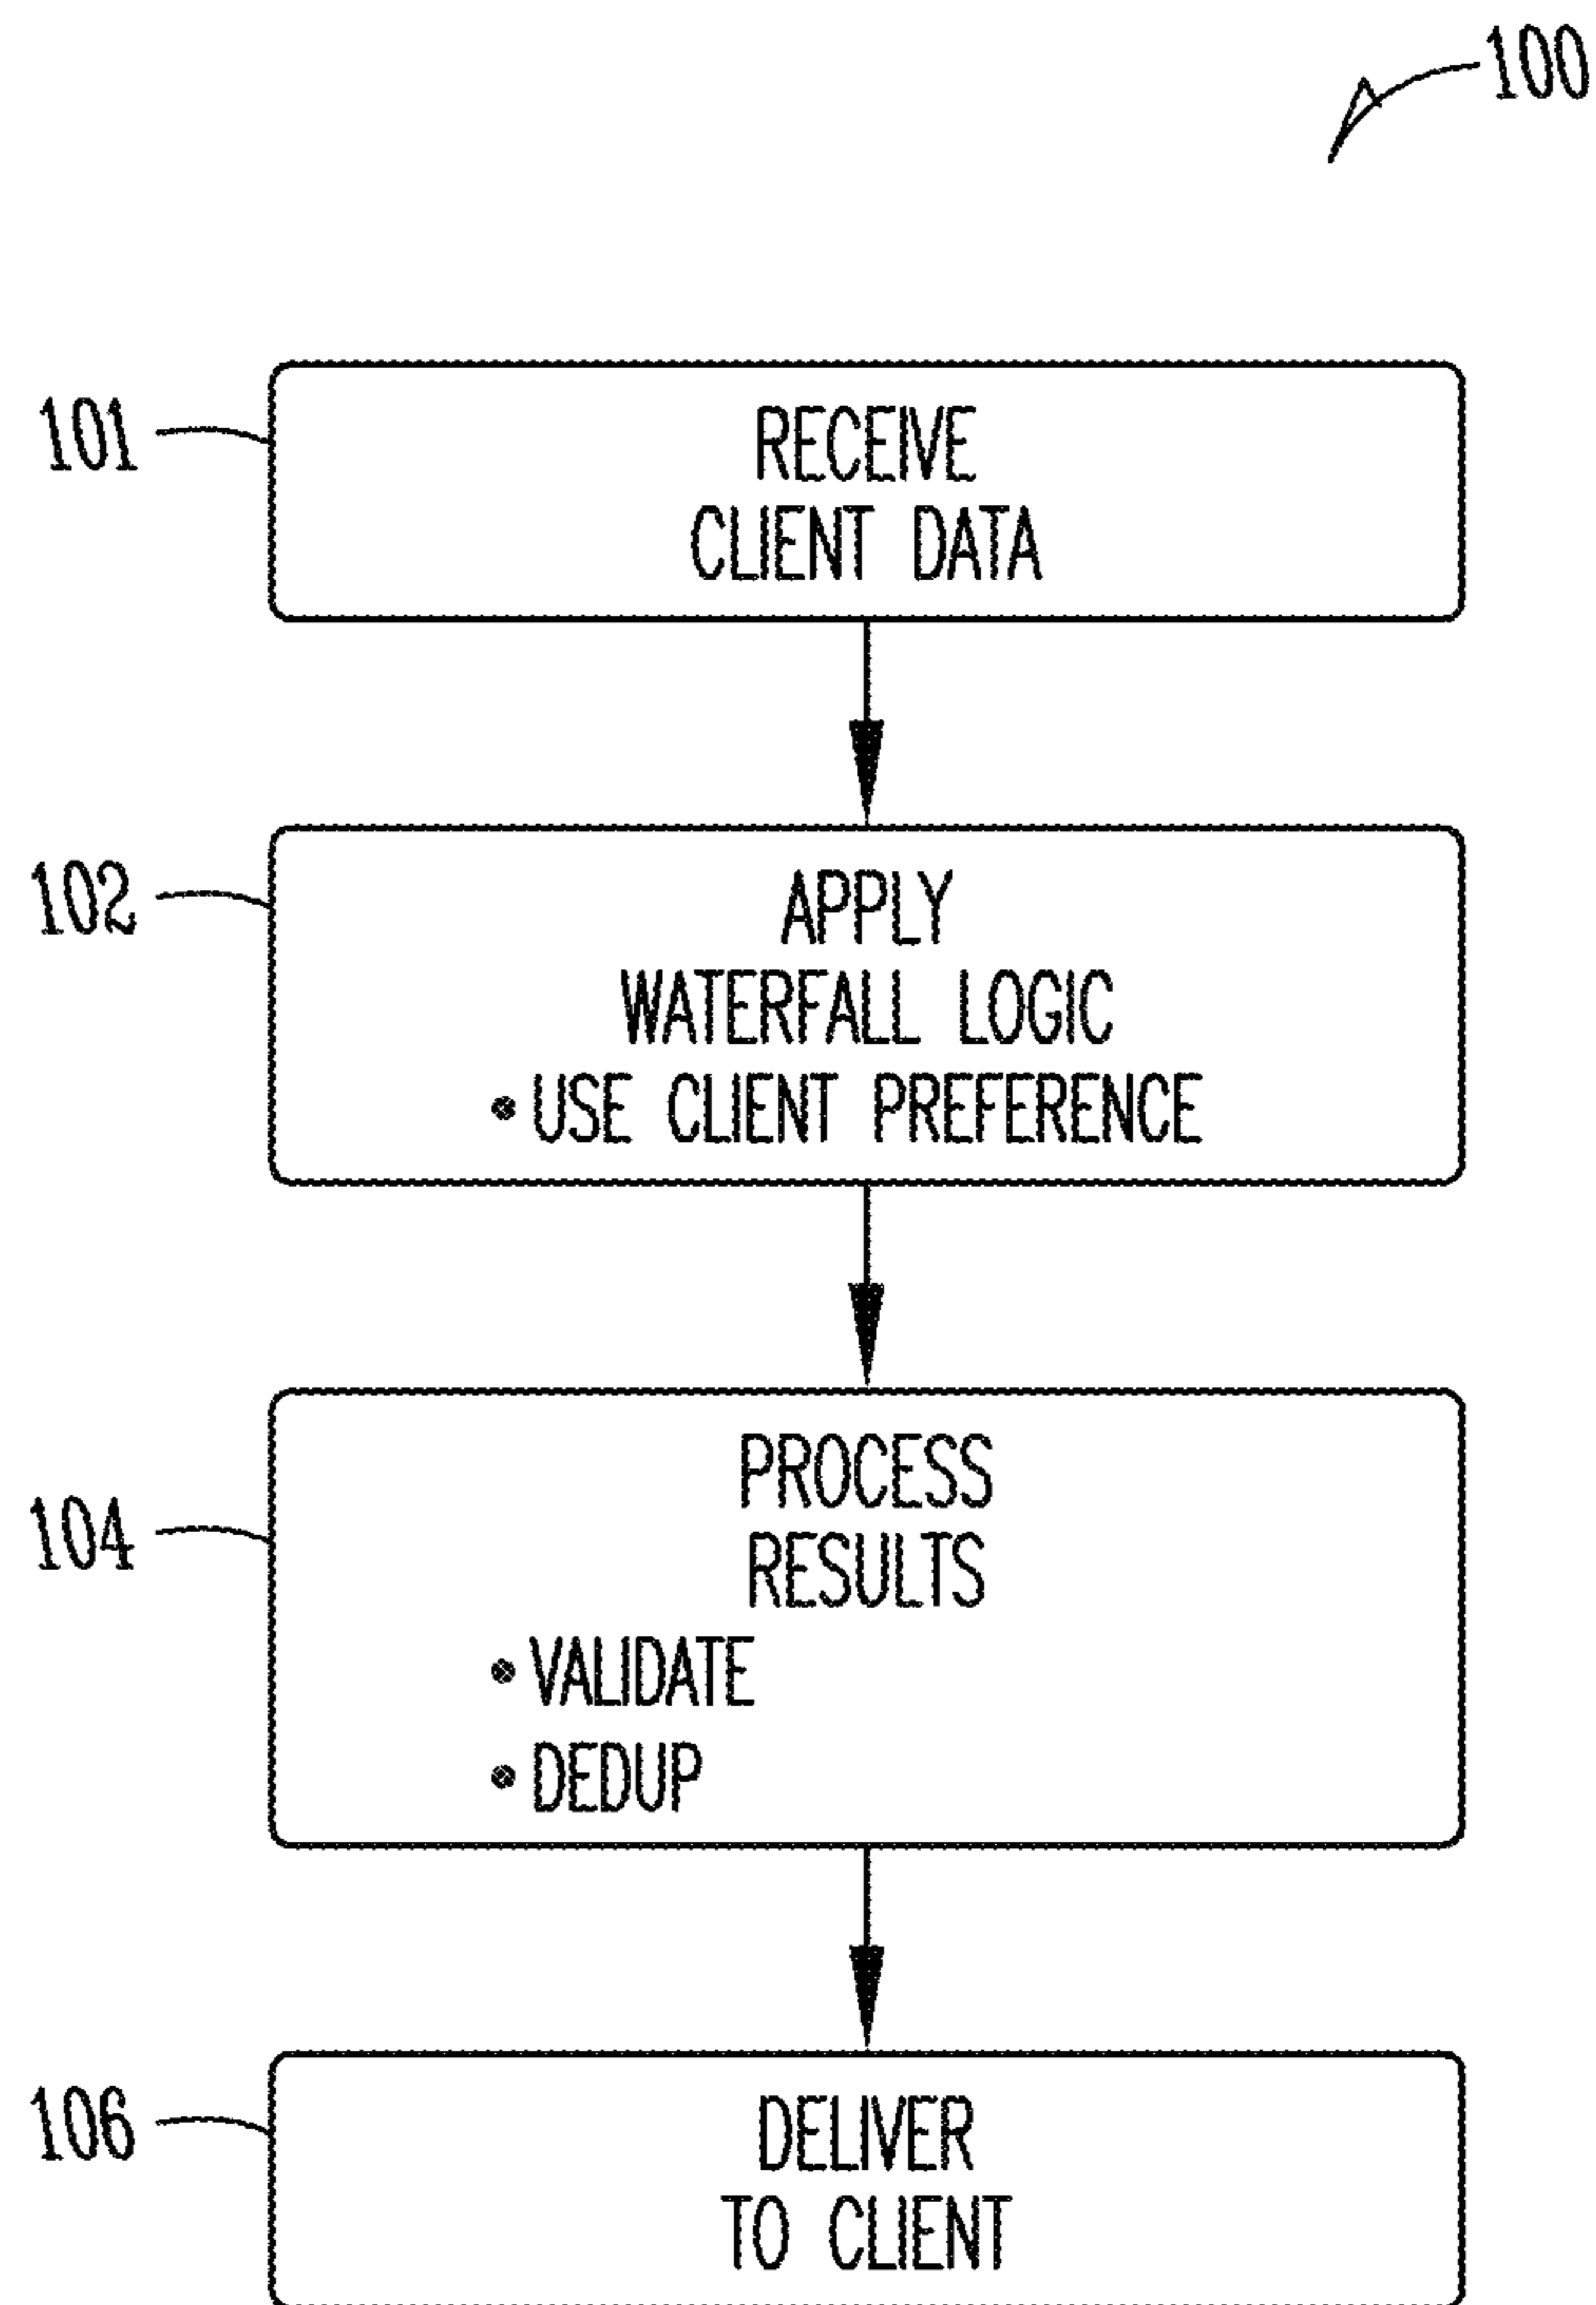 100
101
RECEIVE
CLIENT DATA
102
APPLY
WATERFALL LOGIC
• USE CLIENT PREFERENCE
104
PROCESS
RESULTS
• VALIDATE
• DEDUP
106
DELIVER
TO CLIENT